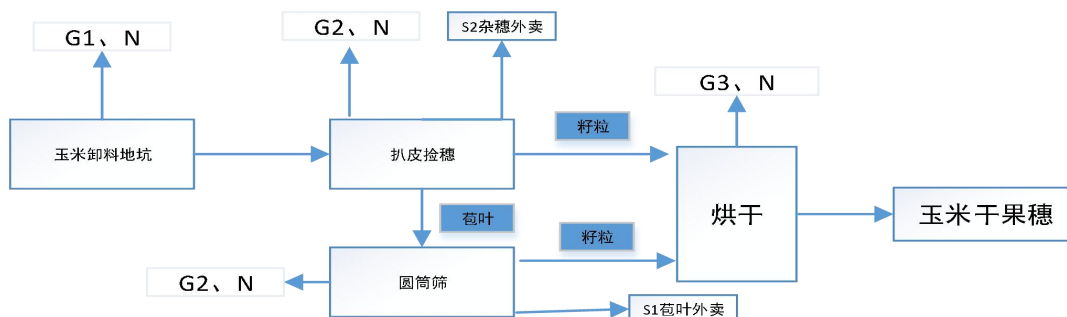 G1、N
G2、N
S2杂穗外卖
G3、N
玉米卸料地坑
扒皮捡穗
籽粒
烘干
玉米干果穗
苞叶
籽粒
G2、N
圆筒筛
S1苞叶外卖